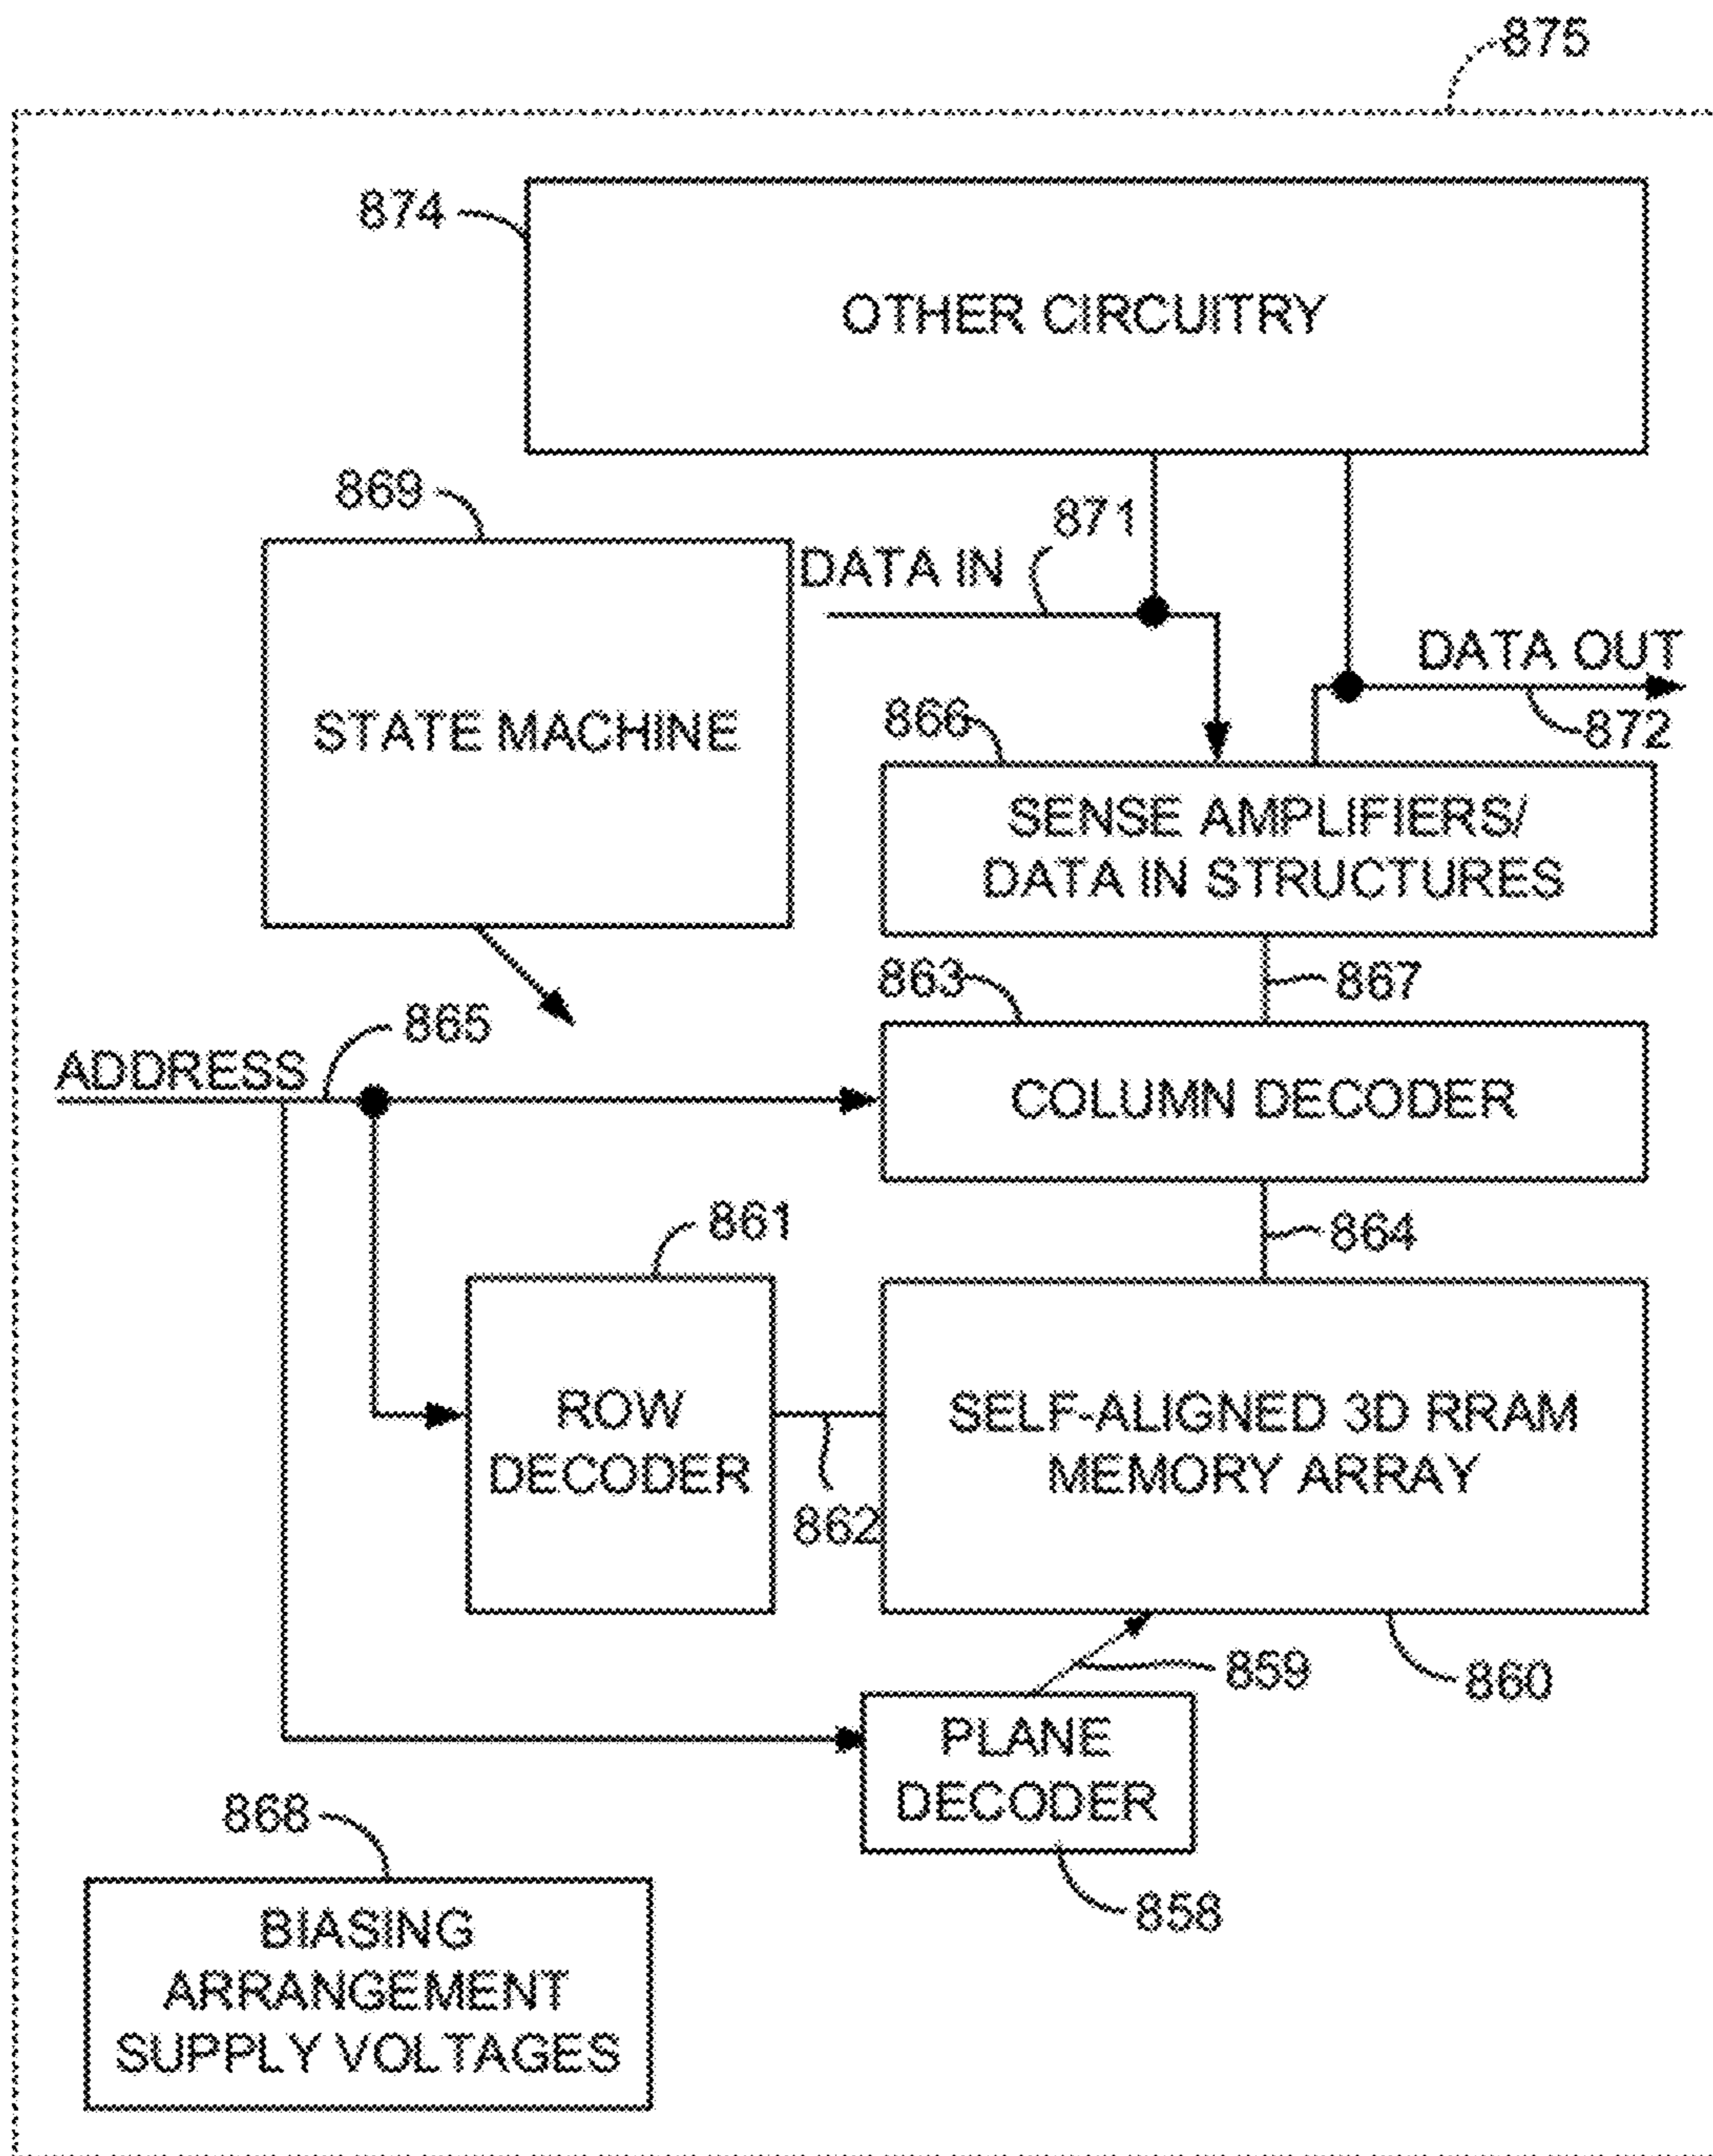 875
874
OTHER CIRCUITRY
869
871
DATA IN
DATA OUT
872
STATE MACHINE
866
SENSE AMPLIFIERS/
DATA IN STRUCTURES
863
867
865
ADDRESS
COLUMN DECODER
861
864
ROW
DECODER
862
SELF-ALIGNED 3D RRAM
MEMORY ARRAY
859
860
PLANE
DECODER
858
868
BIASING
ARRANGEMENT
SUPPLY VOLTAGES